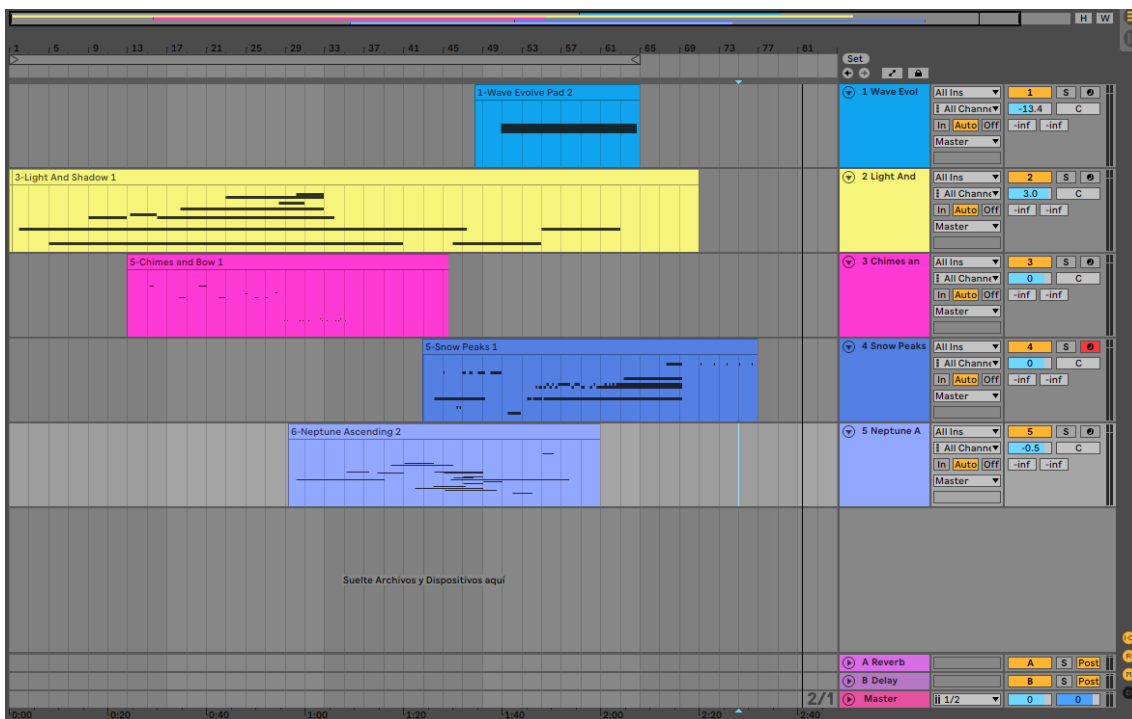 H W
1 5 9 13 17 21 25 29 33 37 41 45 49 53 57 61 65 69 73 77 81
Set
1-Wave Evolve Pad 2
1 Wave Evol All Ins 1 S
All Channe -13.4 C
In Auto Off -inf -inf
Master
3-Light And Shadow 1
2 Light And All Ins 2 S
All Channe 3.0 C
In Auto Off -inf -inf
Master
5-Chimes and Bow 1
3 Chimes an All Ins 3 S
All Channe 0 C
In Auto Off -inf -inf
Master
5-Snow Peaks 1
4 Snow Peaks All Ins 4 S
All Channe 0 C
In Auto Off -inf -inf
Master
6-Neptune Ascending 2
5 Neptune A All Ins 5 S
All Channe -0.5 C
In Auto Off -inf -inf
Master
Suelte Archivos y Dispositivos aquí
A Reverb A S Post
B Delay B S Post
2/1 Master 1/2 0 0
0:00 0:20 0:40 1:00 1:20 1:40 2:00 2:20 2:40